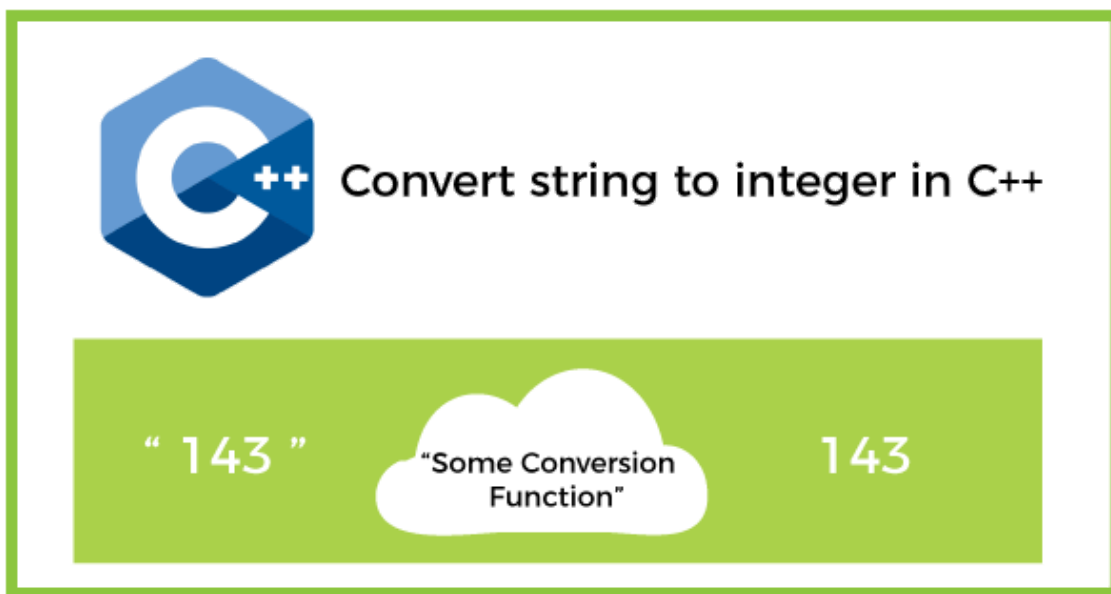 C++
Convert string to integer in C++
“ 143 ”
“Some Conversion
Function”
143